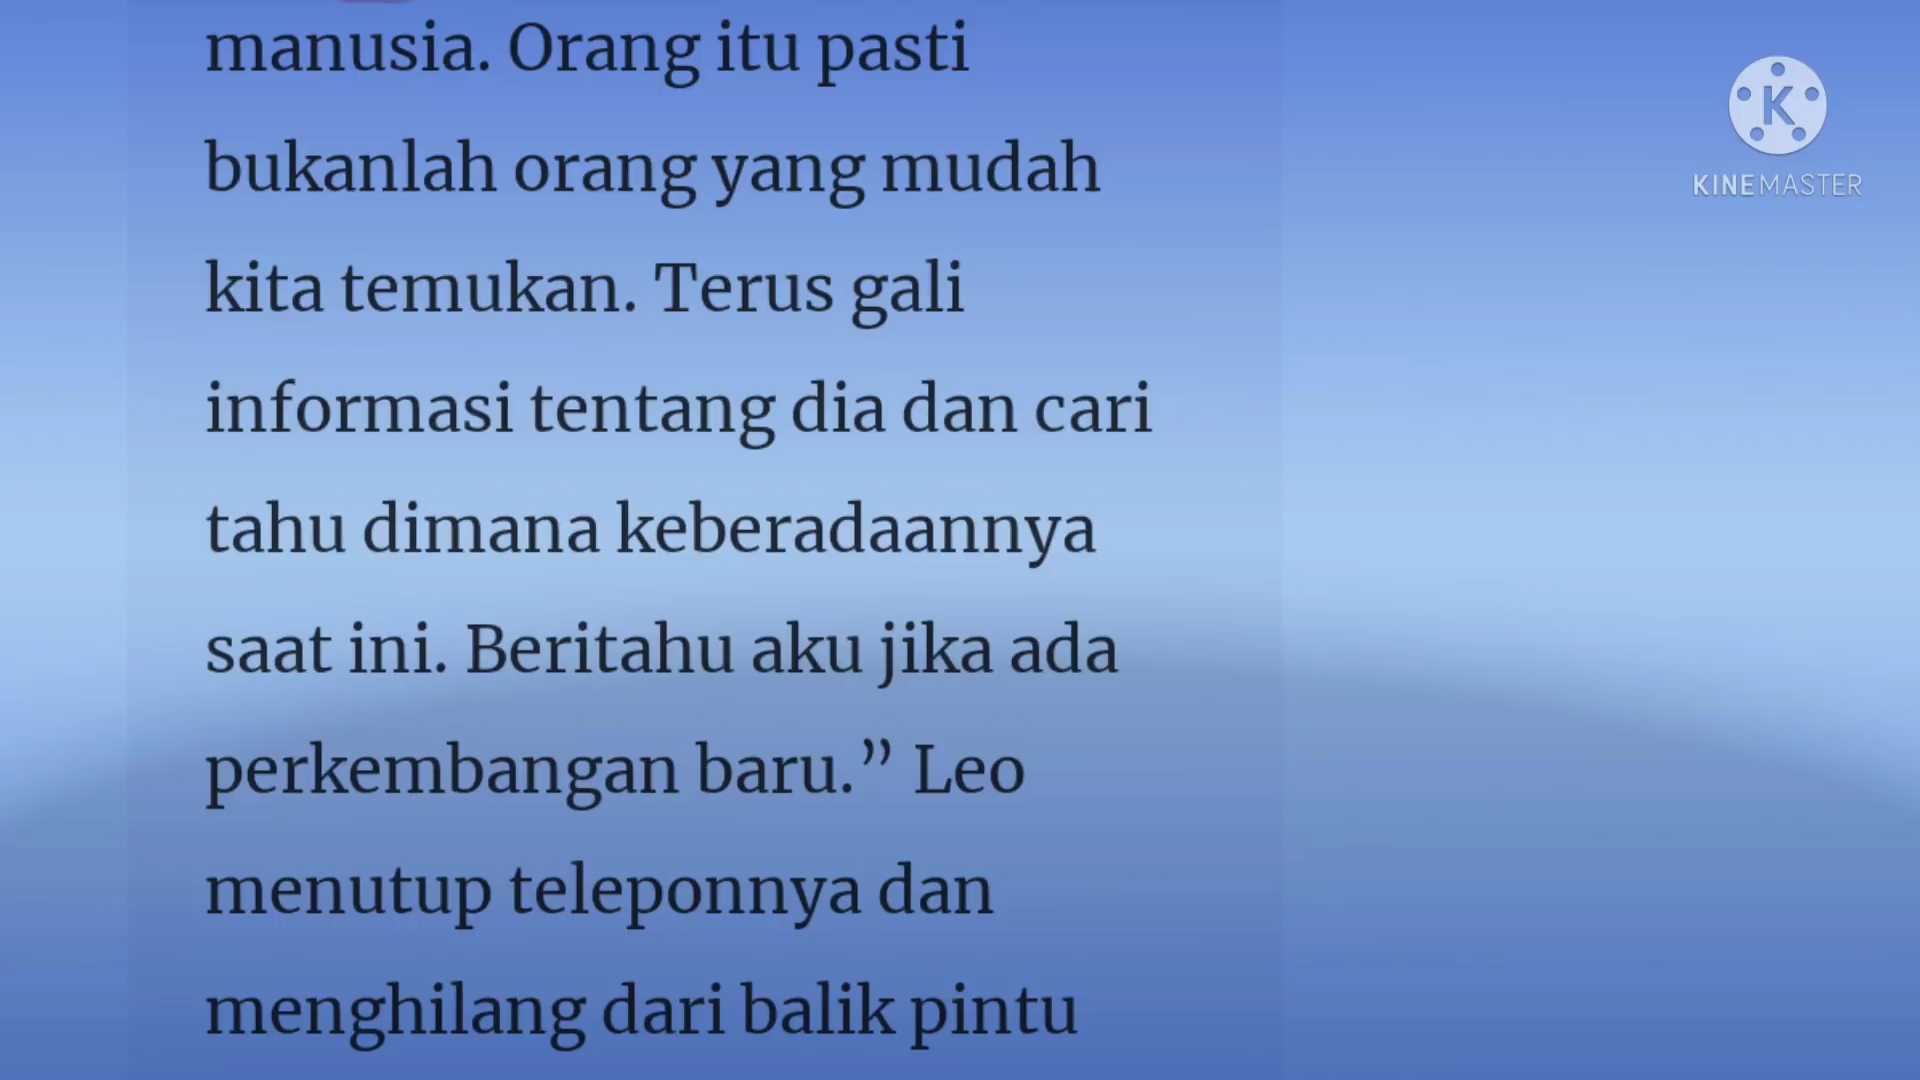 manusia. Orang itu pasti
bukanlah orang yang mudah
kita temukan. Terus gali
informasi tentang dia dan cari
tahu dimana keberadaannya
saat ini. Beritahu aku jika ada
perkembangan baru.” Leo
menutup teleponnya dan
menghilang dari balik pintu
K
KINEMASTER